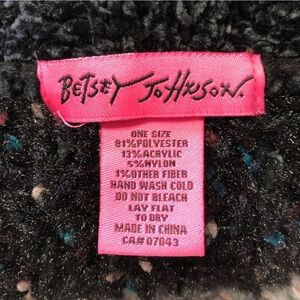 BETSEY JOHNSON.
ONE SIZE
81%POLYESTER
13%ACRYLIC
5%NYLON
1%OTHER FIBER
HAND WASH COLD
DO NOT BLEACH
LAY FLAT
TO DRY
MADE IN CHINA
CA#07043